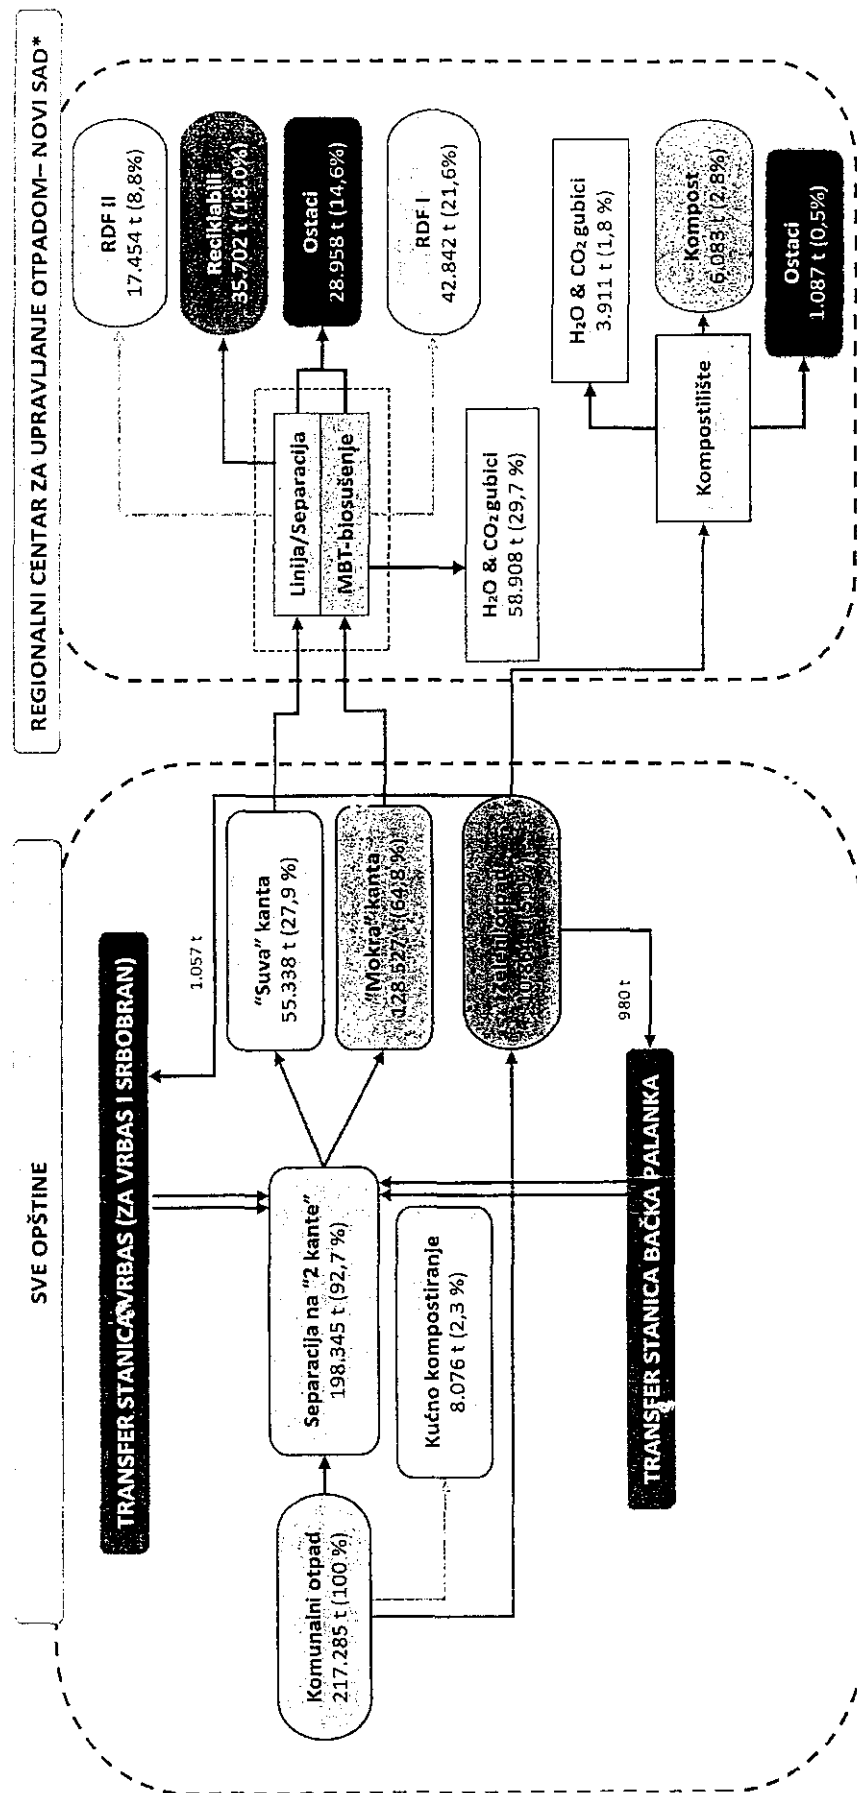 SVE OPŠTINE
REGIONALNI CENTAR ZA UPRAVLJANJE OTPADOM– NOVI SAD*
TRANSFER STANICA VRBAS (ZA VRBAS I SRBOBRAN)
1.057 t
Komunalni otpad
217.285 t (100 %)
Separacija na "2 kante"
198.345 t (92,7 %)
Kućno kompostiranje
8.076 t (2,3 %)
"Suva" kanta
55.338 t (27,9 %)
"Mokra" kanta
128.527 t (64,8 %)
Zeleni otpad
980 t
TRANSFER STANICA BAČKA PALANKA
Linija/Separacija
MBT-biosušenje
RDF II
17.454 t (8,8%)
Reciklabili
35.702 t (18,0%)
Ostaci
28.958 t (14,6%)
RDF I
42.842 t (21,6%)
H₂O & CO₂ gubici
58.908 t (29,7 %)
Kompostilište
H₂O & CO₂ gubici
3.911 t (1,8 %)
Kompost
6.083 t (2,8%)
Ostaci
1.087 t (0,5%)